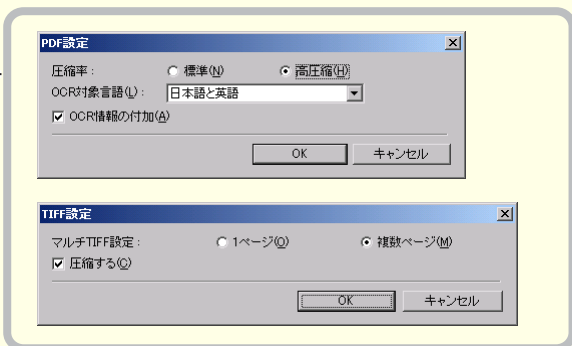 PDF設定
圧縮率： 標準(N) 高圧縮(H)
OCR対象言語(L)： 日本語と英語
OCR情報の付加(A)
OK キャンセル
TIFF設定
マルチTIFF設定： 1ページ(O) 複数ページ(M)
圧縮する(C)
OK キャンセル